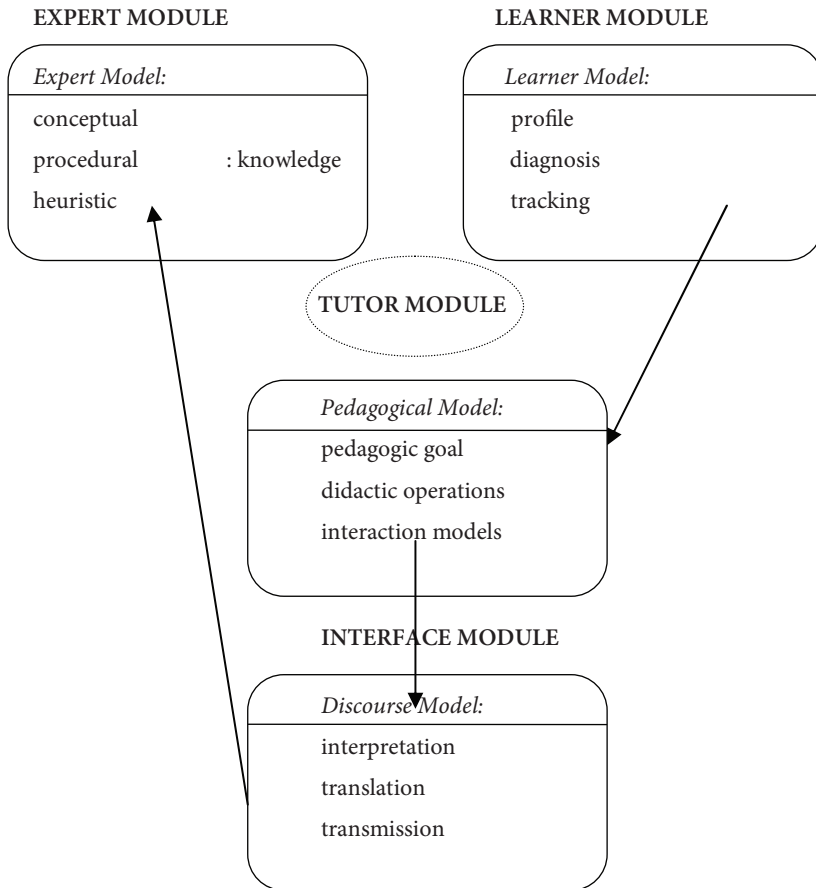 EXPERT MODULE
Expert Model:
conceptual
procedural : knowledge
heuristic
LEARNER MODULE
Learner Model:
profile
diagnosis
tracking
TUTOR MODULE
Pedagogical Model:
pedagogic goal
didactic operations
interaction models
INTERFACE MODULE
Discourse Model:
interpretation
translation
transmission